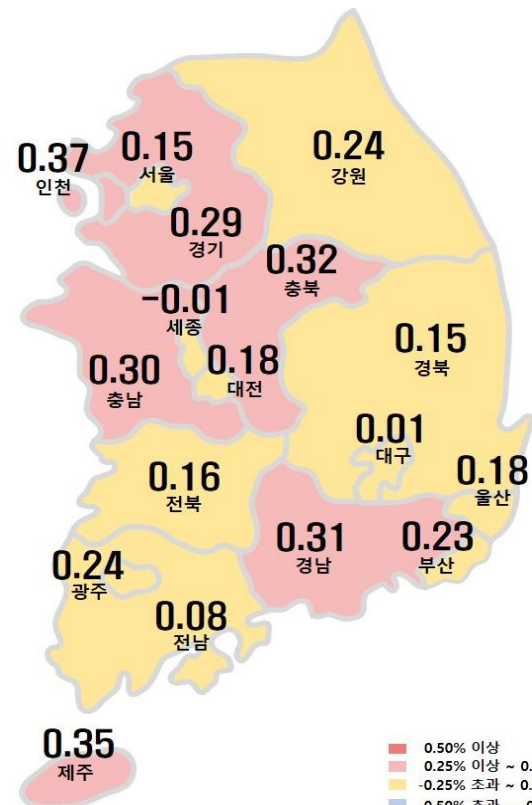 0.37
인천
0.15
서울
0.24
강원
0.29
경기
0.32
충북
-0.01
세종
0.30
충남
0.18
대전
0.15
경북
0.01
대구
0.16
전북
0.18
울산
0.31
경남
0.23
부산
0.24
광주
0.08
전남
0.35
제주
0.50% 이상
0.25% 이상 ~ 0.
-0.25% 초과 ~ 0.